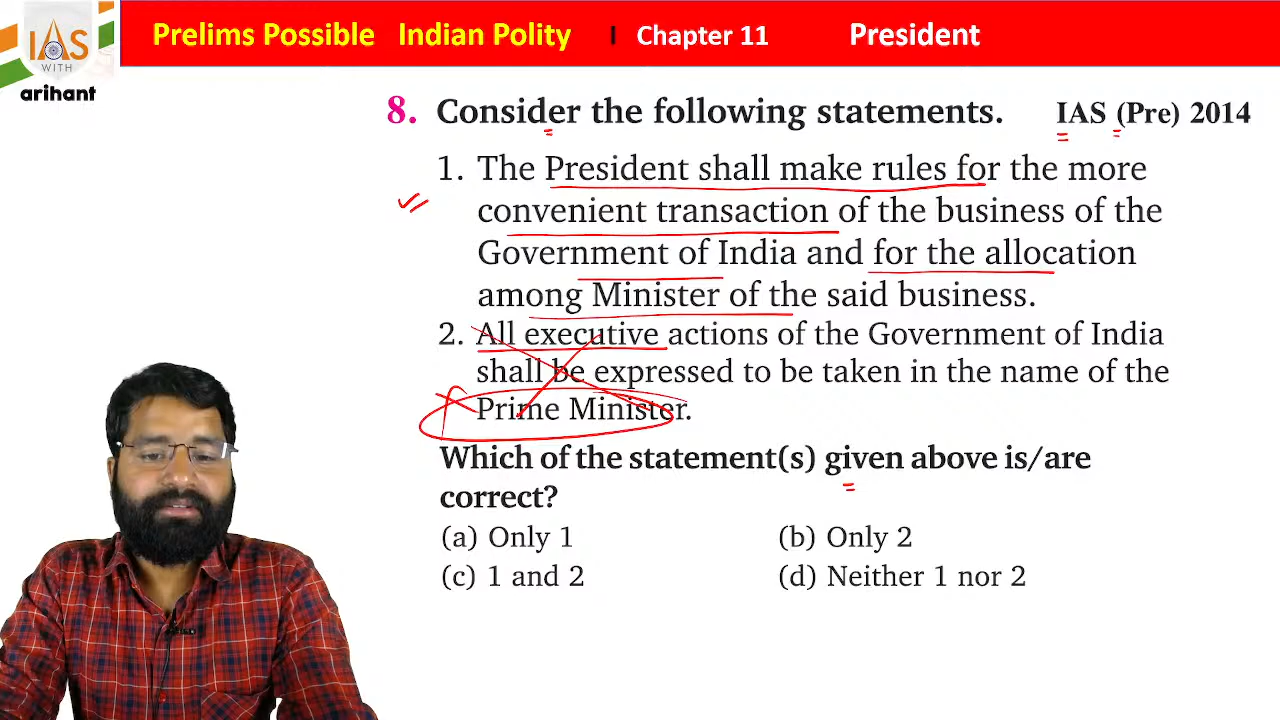 IAS
WITH
arihant
Prelims Possible Indian Polity | Chapter 11 President
8. Consider the following statements. IAS (Pre) 2014
1. The President shall make rules for the more
convenient transaction of the business of the
Government of India and for the allocation
among Minister of the said business.
2. All executive actions of the Government of India
shall be expressed to be taken in the name of the
Prime Minister.
Which of the statement(s) given above is/are
correct?
(a) Only 1 (b) Only 2
(c) 1 and 2 (d) Neither 1 nor 2